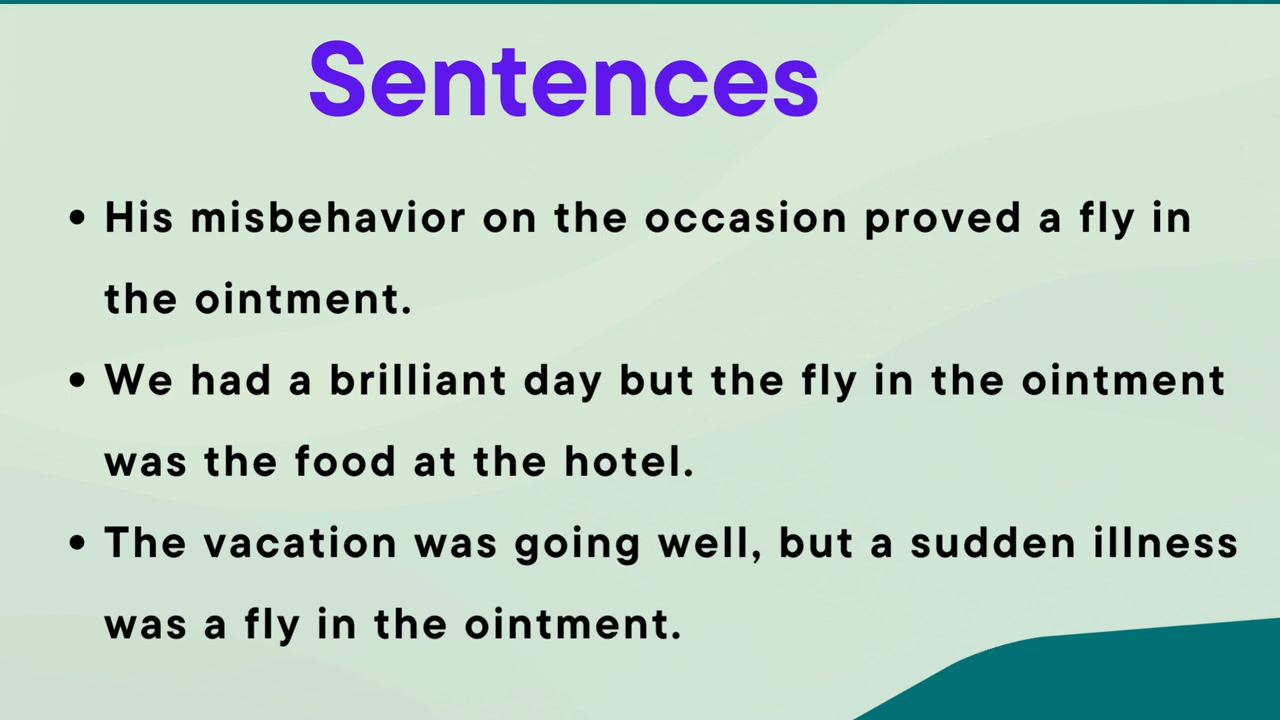 Sentences
• His misbehavior on the occasion proved a fly in
the ointment.
• We had a brilliant day but the fly in the ointment
was the food at the hotel.
• The vacation was going well, but a sudden illness
was a fly in the ointment.